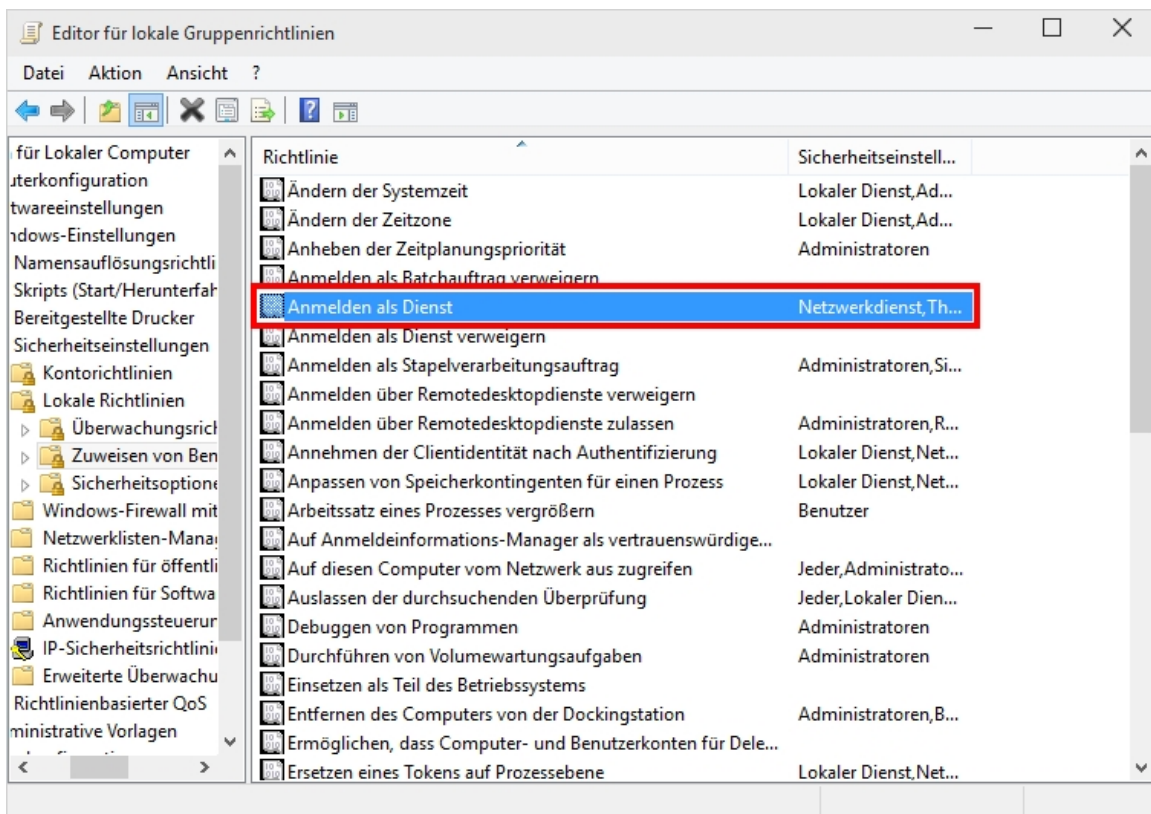 Editor für lokale Gruppenrichtlinien
Datei Aktion Ansicht ?
für Lokaler Computer
uterkonfiguration
twareeinstellungen
ndows-Einstellungen
Namensauflösungsrichtli
Skripts (Start/Herunterfah
Bereitgestellte Drucker
Sicherheitseinstellungen
Kontorichtlinien
Lokale Richtlinien
Überwachungsrich
Zuweisen von Ben
Sicherheitsoptione
Windows-Firewall mit
Netzwerklisten-Manag
Richtlinien für öffentli
Richtlinien für Softwa
Anwendungssteuerun
IP-Sicherheitsrichtlinie
Erweiterte Überwachu
Richtlinienbasierter QoS
ministrative Vorlagen
Richtlinie Sicherheitseinstell...
Ändern der Systemzeit Lokaler Dienst,Ad...
Ändern der Zeitzone Lokaler Dienst,Ad...
Anheben der Zeitplanungspriorität Administratoren
Anmelden als Batchauftrag verweigern
Anmelden als Dienst Netzwerkdienst,Th...
Anmelden als Dienst verweigern
Anmelden als Stapelverarbeitungsauftrag Administratoren,Si...
Anmelden über Remotedesktopdienste verweigern
Anmelden über Remotedesktopdienste zulassen Administratoren,R...
Annehmen der Clientidentität nach Authentifizierung Lokaler Dienst,Net...
Anpassen von Speicherkontingenten für einen Prozess Lokaler Dienst,Net...
Arbeitssatz eines Prozesses vergrößern Benutzer
Auf Anmeldeinformations-Manager als vertrauenswürdige...
Auf diesen Computer vom Netzwerk aus zugreifen Jeder,Administrato...
Auslassen der durchsuchenden Überprüfung Jeder,Lokaler Dien...
Debuggen von Programmen Administratoren
Durchführen von Volumewartungsaufgaben Administratoren
Einsetzen als Teil des Betriebssystems
Entfernen des Computers von der Dockingstation Administratoren,B...
Ermöglichen, dass Computer- und Benutzerkonten für Dele...
Ersetzen eines Tokens auf Prozessebene Lokaler Dienst,Net...